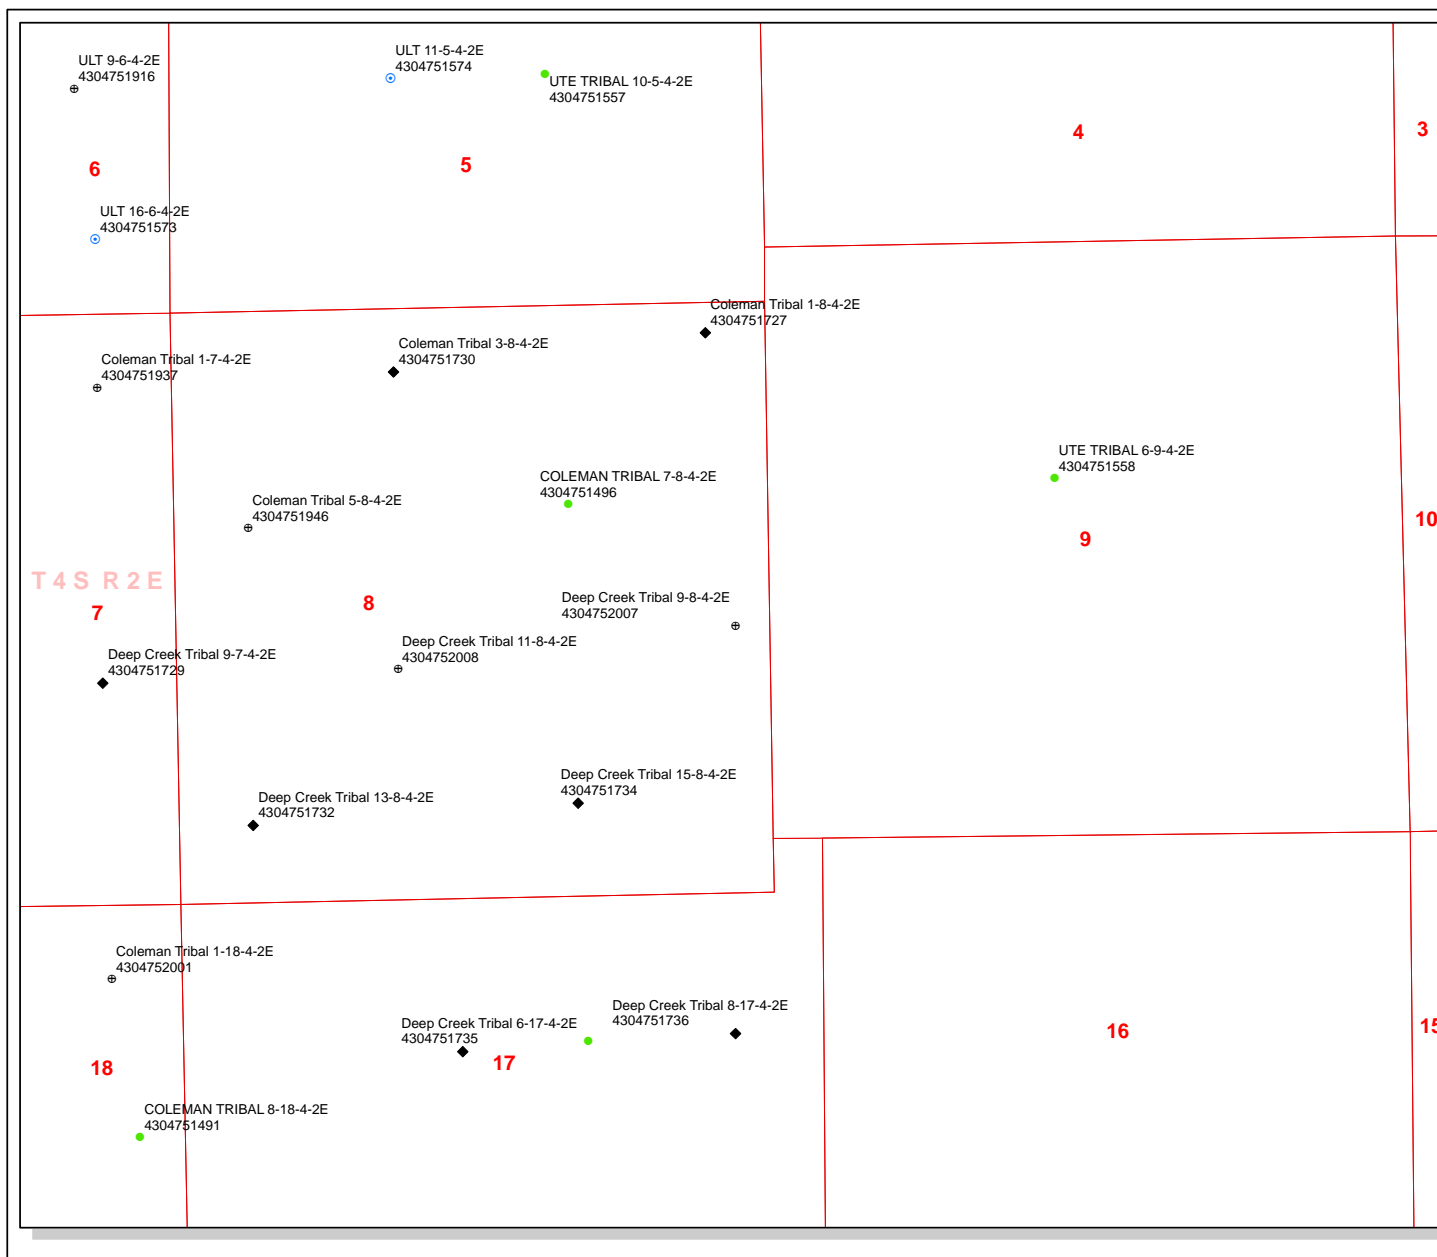 ULT 9-6-4-2E
4304751916
ULT 11-5-4-2E
4304751574
UTE TRIBAL 10-5-4-2E
4304751557
4
3
6
5
ULT 16-6-4-2E
4304751573
Coleman Tribal 1-8-4-2E
4304751727
Coleman Tribal 3-8-4-2E
4304751730
Coleman Tribal 1-7-4-2E
4304751937
UTE TRIBAL 6-9-4-2E
4304751558
COLEMAN TRIBAL 7-8-4-2E
4304751496
Coleman Tribal 5-8-4-2E
4304751946
10
9
T4S R2E
7
8
Deep Creek Tribal 9-8-4-2E
4304752007
Deep Creek Tribal 11-8-4-2E
4304752008
Deep Creek Tribal 9-7-4-2E
4304751729
Deep Creek Tribal 15-8-4-2E
4304751734
Deep Creek Tribal 13-8-4-2E
4304751732
Coleman Tribal 1-18-4-2E
4304752001
Deep Creek Tribal 8-17-4-2E
4304751736
Deep Creek Tribal 6-17-4-2E
4304751735
16
15
17
18
COLEMAN TRIBAL 8-18-4-2E
4304751491